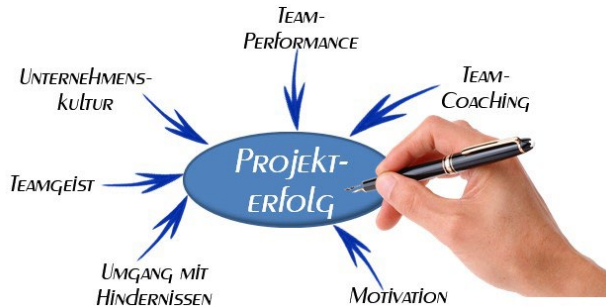 Team-
Performance
Unternehmens-
kultur
Team-
Coaching
Projekt-
erfolg
Teamgeist
Umgang mit
Hindernissen
Motivation